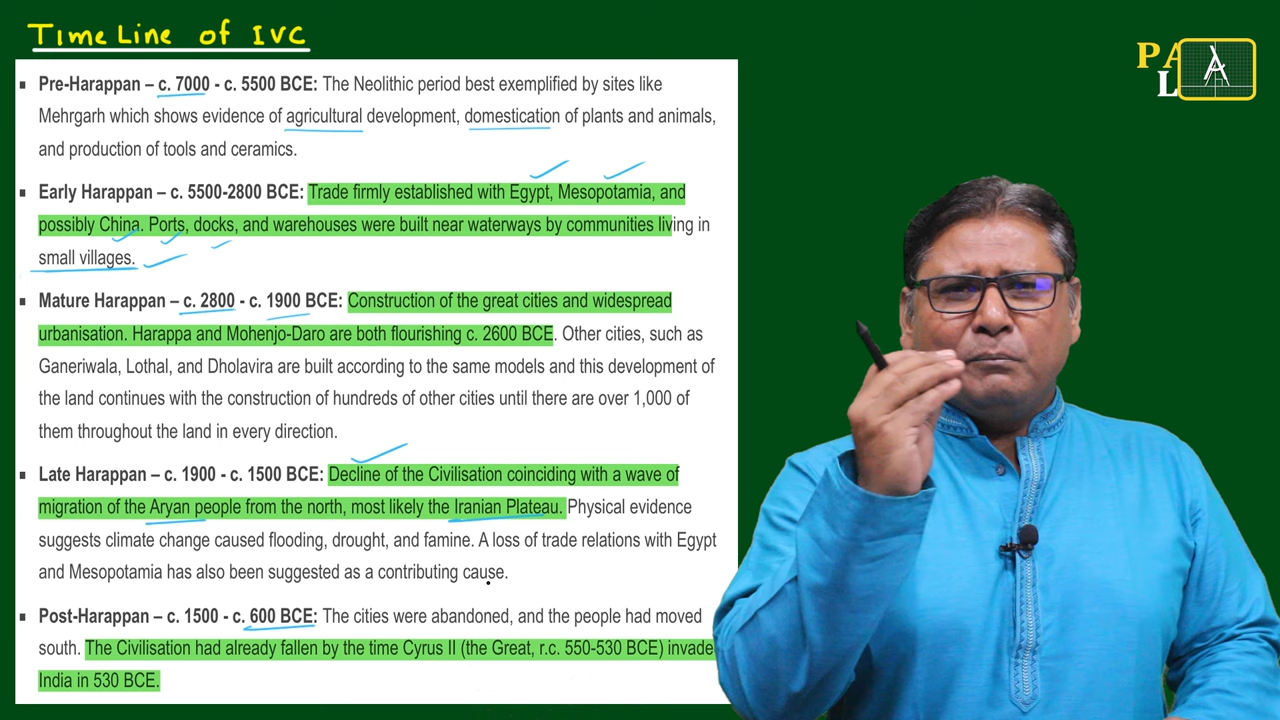 TimeLine of IVC
PA
L
▪ Pre-Harappan – c. 7000 - c. 5500 BCE: The Neolithic period best exemplified by sites like
Mehrgarh which shows evidence of agricultural development, domestication of plants and animals,
and production of tools and ceramics.
▪ Early Harappan – c. 5500-2800 BCE: Trade firmly established with Egypt, Mesopotamia, and
possibly China. Ports, docks, and warehouses were built near waterways by communities living in
small villages.
▪ Mature Harappan – c. 2800 - c. 1900 BCE: Construction of the great cities and widespread
urbanisation. Harappa and Mohenjo-Daro are both flourishing c. 2600 BCE. Other cities, such as
Ganeriwala, Lothal, and Dholavira are built according to the same models and this development of
the land continues with the construction of hundreds of other cities until there are over 1,000 of
them throughout the land in every direction.
▪ Late Harappan – c. 1900 - c. 1500 BCE: Decline of the Civilisation coinciding with a wave of
migration of the Aryan people from the north, most likely the Iranian Plateau. Physical evidence
suggests climate change caused flooding, drought, and famine. A loss of trade relations with Egypt
and Mesopotamia has also been suggested as a contributing cause.
▪ Post-Harappan – c. 1500 - c. 600 BCE: The cities were abandoned, and the people had moved
south. The Civilisation had already fallen by the time Cyrus II (the Great, r.c. 550-530 BCE) invade
India in 530 BCE.